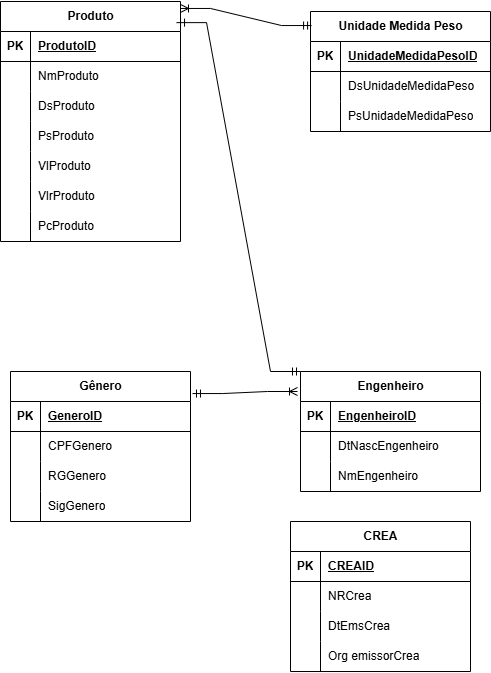 Produto
PK ProdutoID
NmProduto
DsProduto
PsProduto
VlProduto
VlrProduto
PcProduto
Unidade Medida Peso
PK UnidadeMedidaPesoID
DsUnidadeMedidaPeso
PsUnidadeMedidaPeso
Gênero
PK GeneroID
CPFGenero
RGGenero
SigGenero
Engenheiro
PK EngenheiroID
DtNascEngenheiro
NmEngenheiro
CREA
PK CREAID
NRCrea
DtEmsCrea
Org emissorCrea